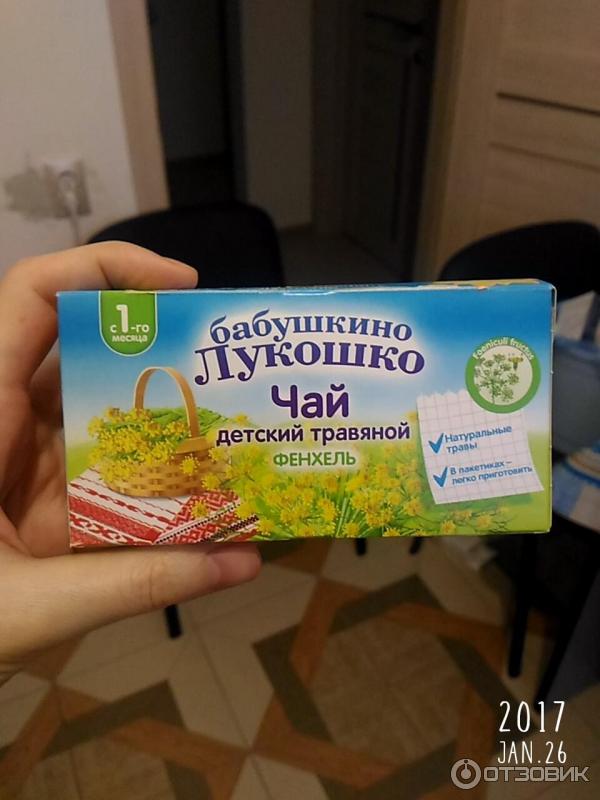 с 1-го
месяца
бабушкино
Лукошко
Чай
детский травяной
ФЕНХЕЛЬ
Foeniculi fructus
Натуральные
травы
В пакетиках –
легко приготовить
2017
JAN.26
ОТЗОВИК